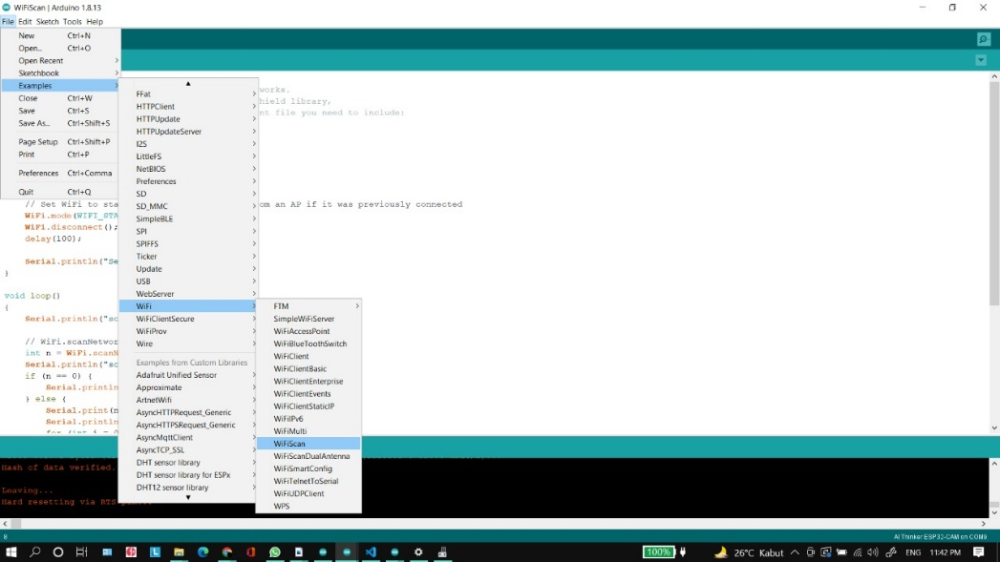 WiFiScan | Arduino 1.8.13
File Edit Sketch Tools Help
New Ctrl+N
Open... Ctrl+O
Open Recent
Sketchbook
Examples
Close Ctrl+W
Save Ctrl+S
Save As... Ctrl+Shift+S
Page Setup Ctrl+Shift+P
Print Ctrl+P
Preferences Ctrl+Comma
Quit Ctrl+Q
FFat
HTTPClient
HTTPUpdate
HTTPUpdateServer
I2S
LittleFS
NetBIOS
Preferences
SD
SD_MMC
SimpleBLE
SPI
SPIFFS
Ticker
Update
USB
WebServer
WiFi
WiFiClientSecure
WiFiProv
Wire
Examples from Custom Libraries
Adafruit Unified Sensor
Approximate
ArtnetWifi
AsyncHTTPRequest_Generic
AsyncHTTPSRequest_Generic
AsyncMqttClient
AsyncTCP_SSL
DHT sensor library
DHT sensor library for ESPx
DHT12 sensor library
FTM
SimpleWiFiServer
WiFiAccessPoint
WiFiBlueToothSwitch
WiFiClient
WiFiClientBasic
WiFiClientEnterprise
WiFiClientEvents
WiFiClientStaticIP
WiFiIPv6
WiFiMulti
WiFiScan
WiFiScanDualAntenna
WiFiSmartConfig
WiFiTelnetToSerial
WiFiUDPClient
WPS
works.
hield library,
nt file you need to include:
// Set WiFi to sta om an AP if it was previously connected
WiFi.mode(WIFI_STA
WiFi.disconnect();
delay(100);
Serial.println("Se
}
void loop()
{
Serial.println("sc
// WiFi.scanNetwor
int n = WiFi.scanN
Serial.println("sc
if (n == 0) {
Serial.println
} else {
Serial.print(n
Serial.println
for (int i = 0
Hash of data verified.
Leaving...
Hard resetting via RTS pin...
8
AI Thinker ESP32-CAM on COM9
100%
26°C Kabut
ENG 11:42 PM